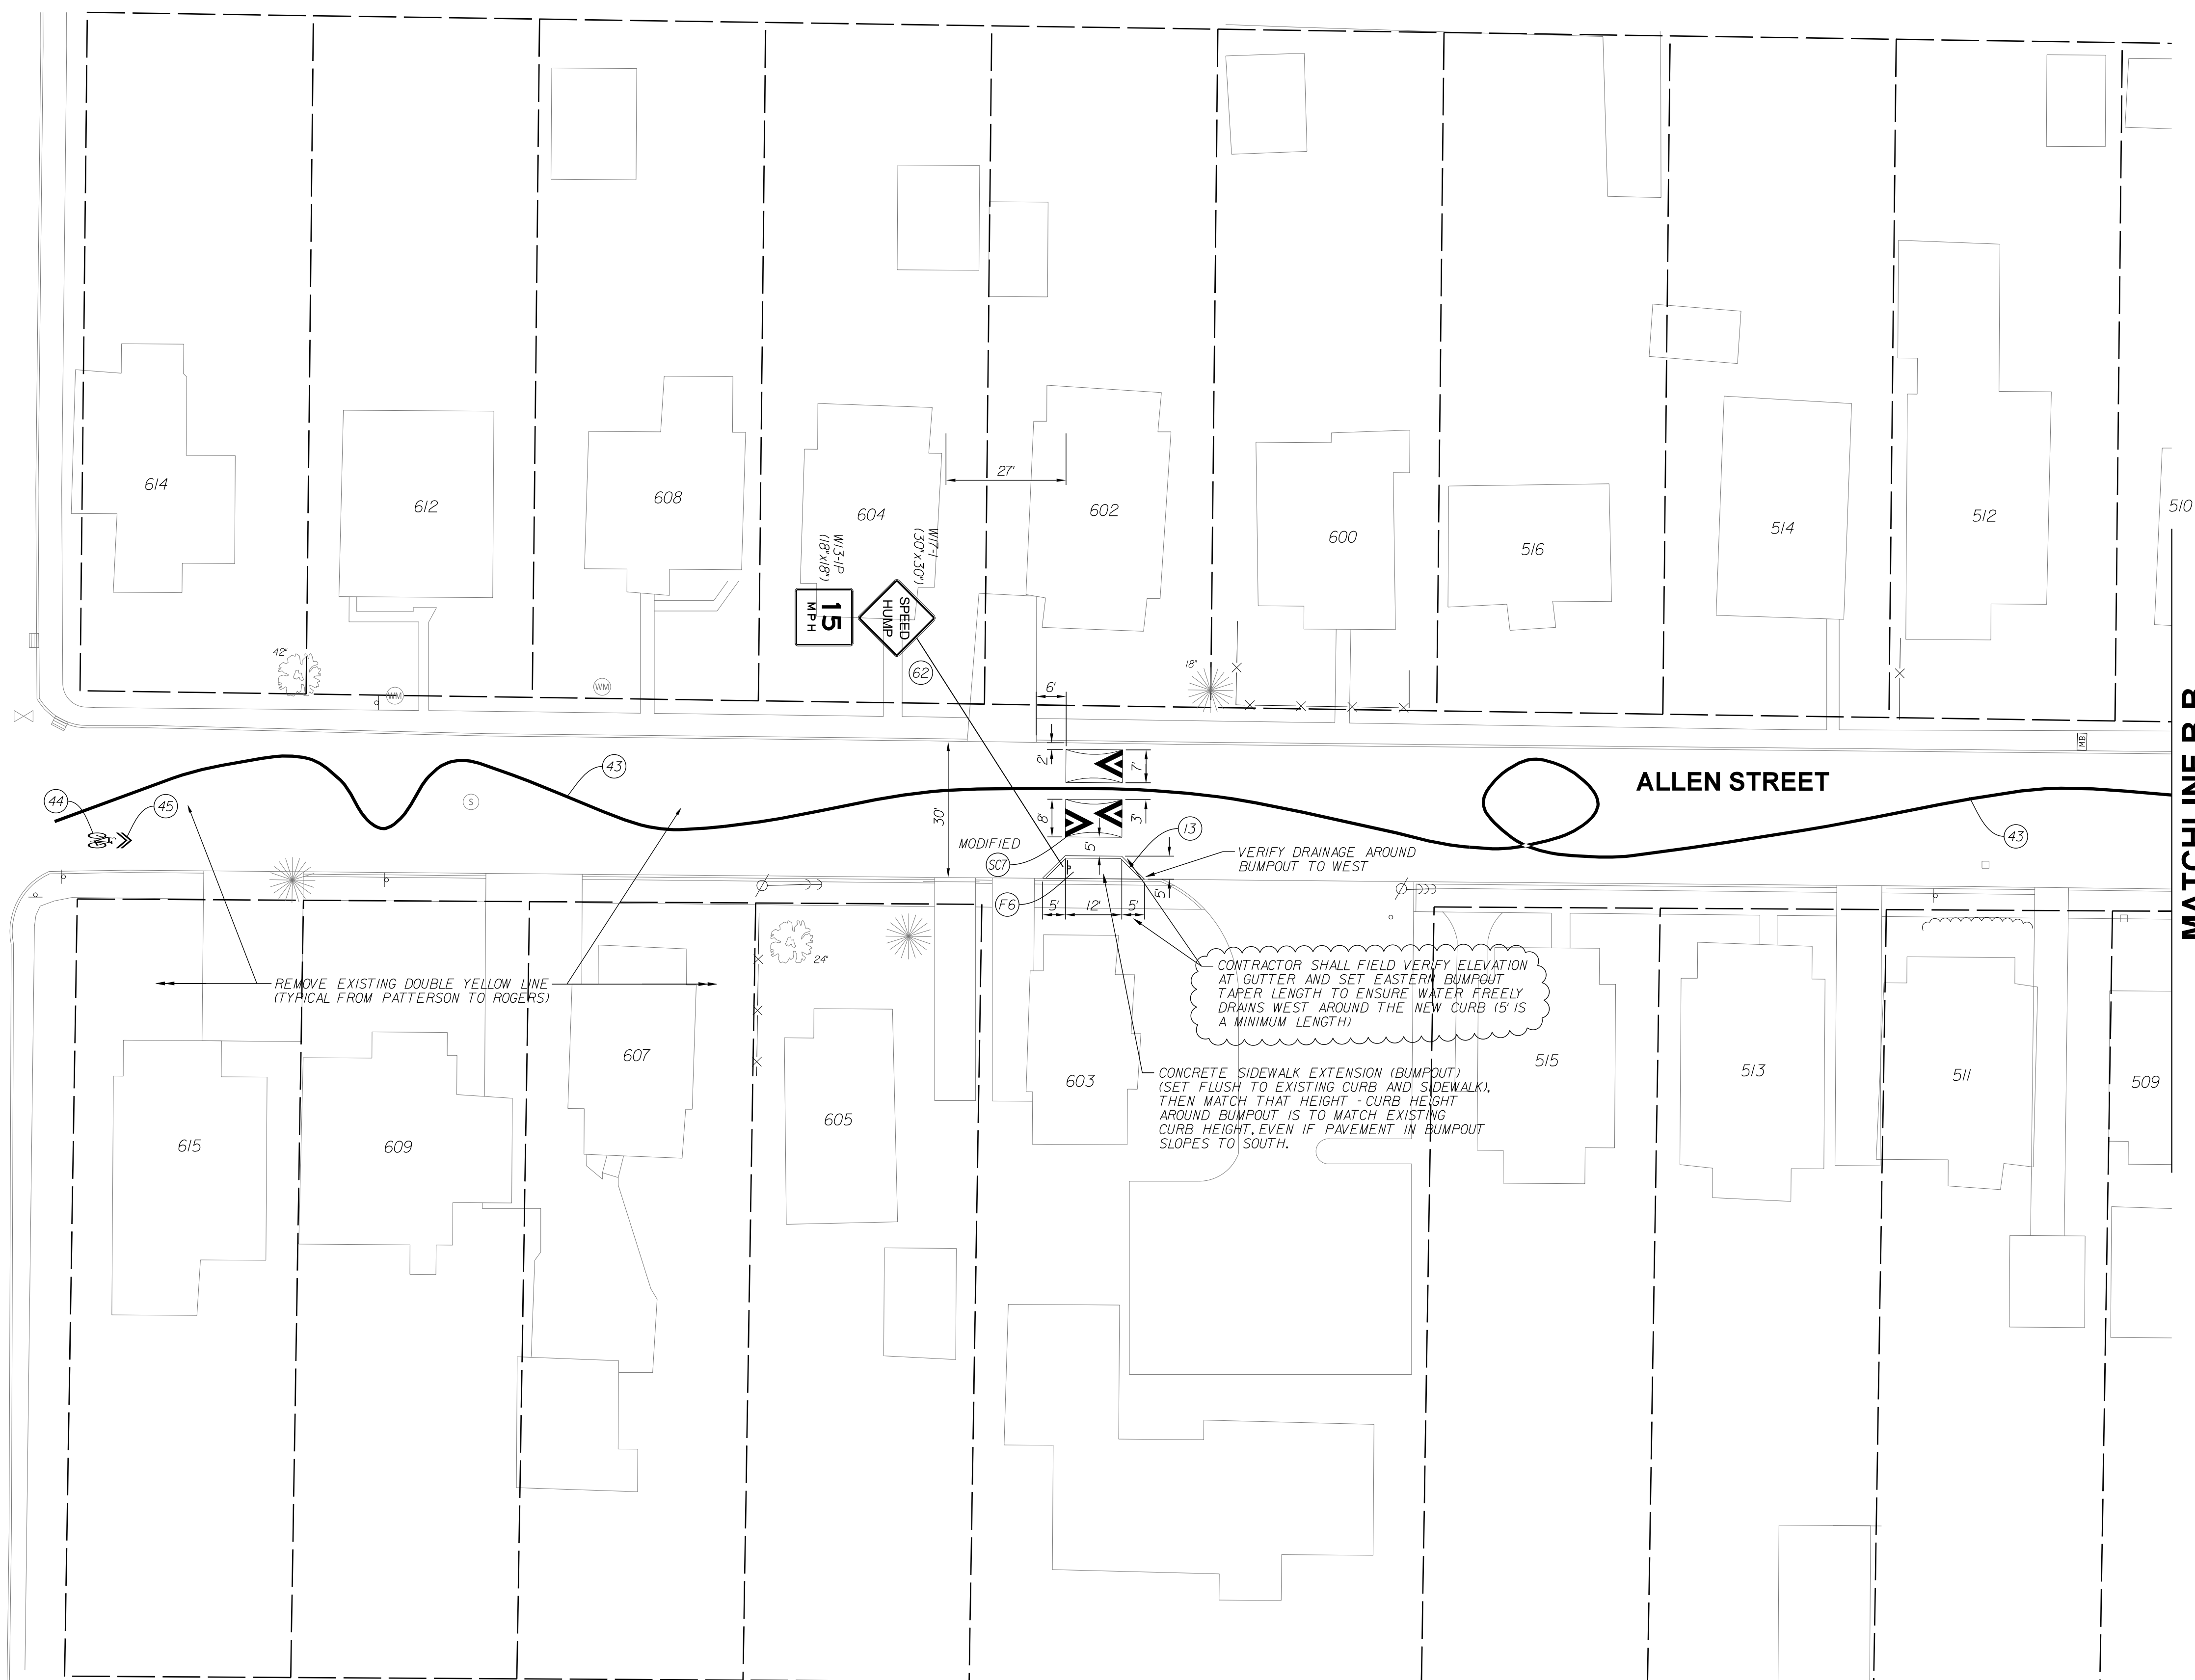 614
612
608
604
602
600
516
514
512
510
27'
W13-1P
(18"x18")
W17-1
(30"x30")
15
MPH
SPEED
HUMP
62
42"
WM
WM
18"
6'
MB
2'
7'
43
44
45
S
30'
8'
3'
ALLEN STREET
43
MODIFIED
SC7
5'
13
VERIFY DRAINAGE AROUND
BUMPOUT TO WEST
F6
5'
12'
5'
5'
24"
REMOVE EXISTING DOUBLE YELLOW LINE
(TYPICAL FROM PATTERSON TO ROGERS)
CONTRACTOR SHALL FIELD VERIFY ELEVATION
AT GUTTER AND SET EASTERN BUMPOUT
TAPER LENGTH TO ENSURE WATER FREELY
DRAINS WEST AROUND THE NEW CURB (5' IS
A MINIMUM LENGTH)
CONCRETE SIDEWALK EXTENSION (BUMPOUT)
(SET FLUSH TO EXISTING CURB AND SIDEWALK),
THEN MATCH THAT HEIGHT - CURB HEIGHT
AROUND BUMPOUT IS TO MATCH EXISTING
CURB HEIGHT, EVEN IF PAVEMENT IN BUMPOUT
SLOPES TO SOUTH.
615
609
607
605
603
515
513
511
509
MATCHLINE B-B